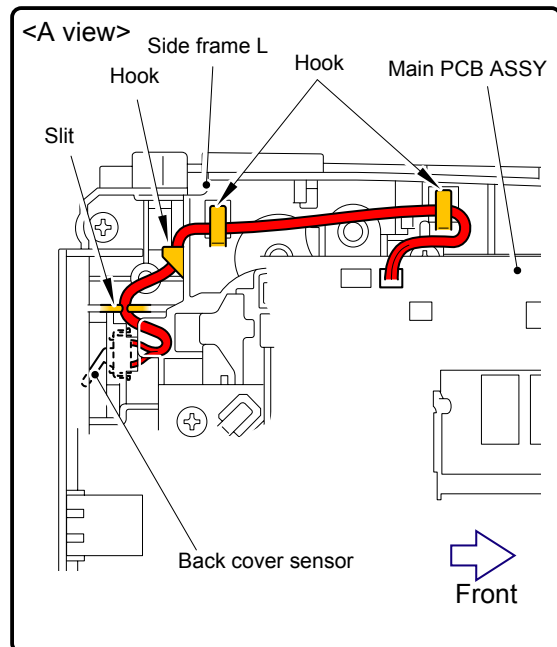 <A view>
Side frame L
Hook
Hook
Main PCB ASSY
Slit
Back cover sensor
Front